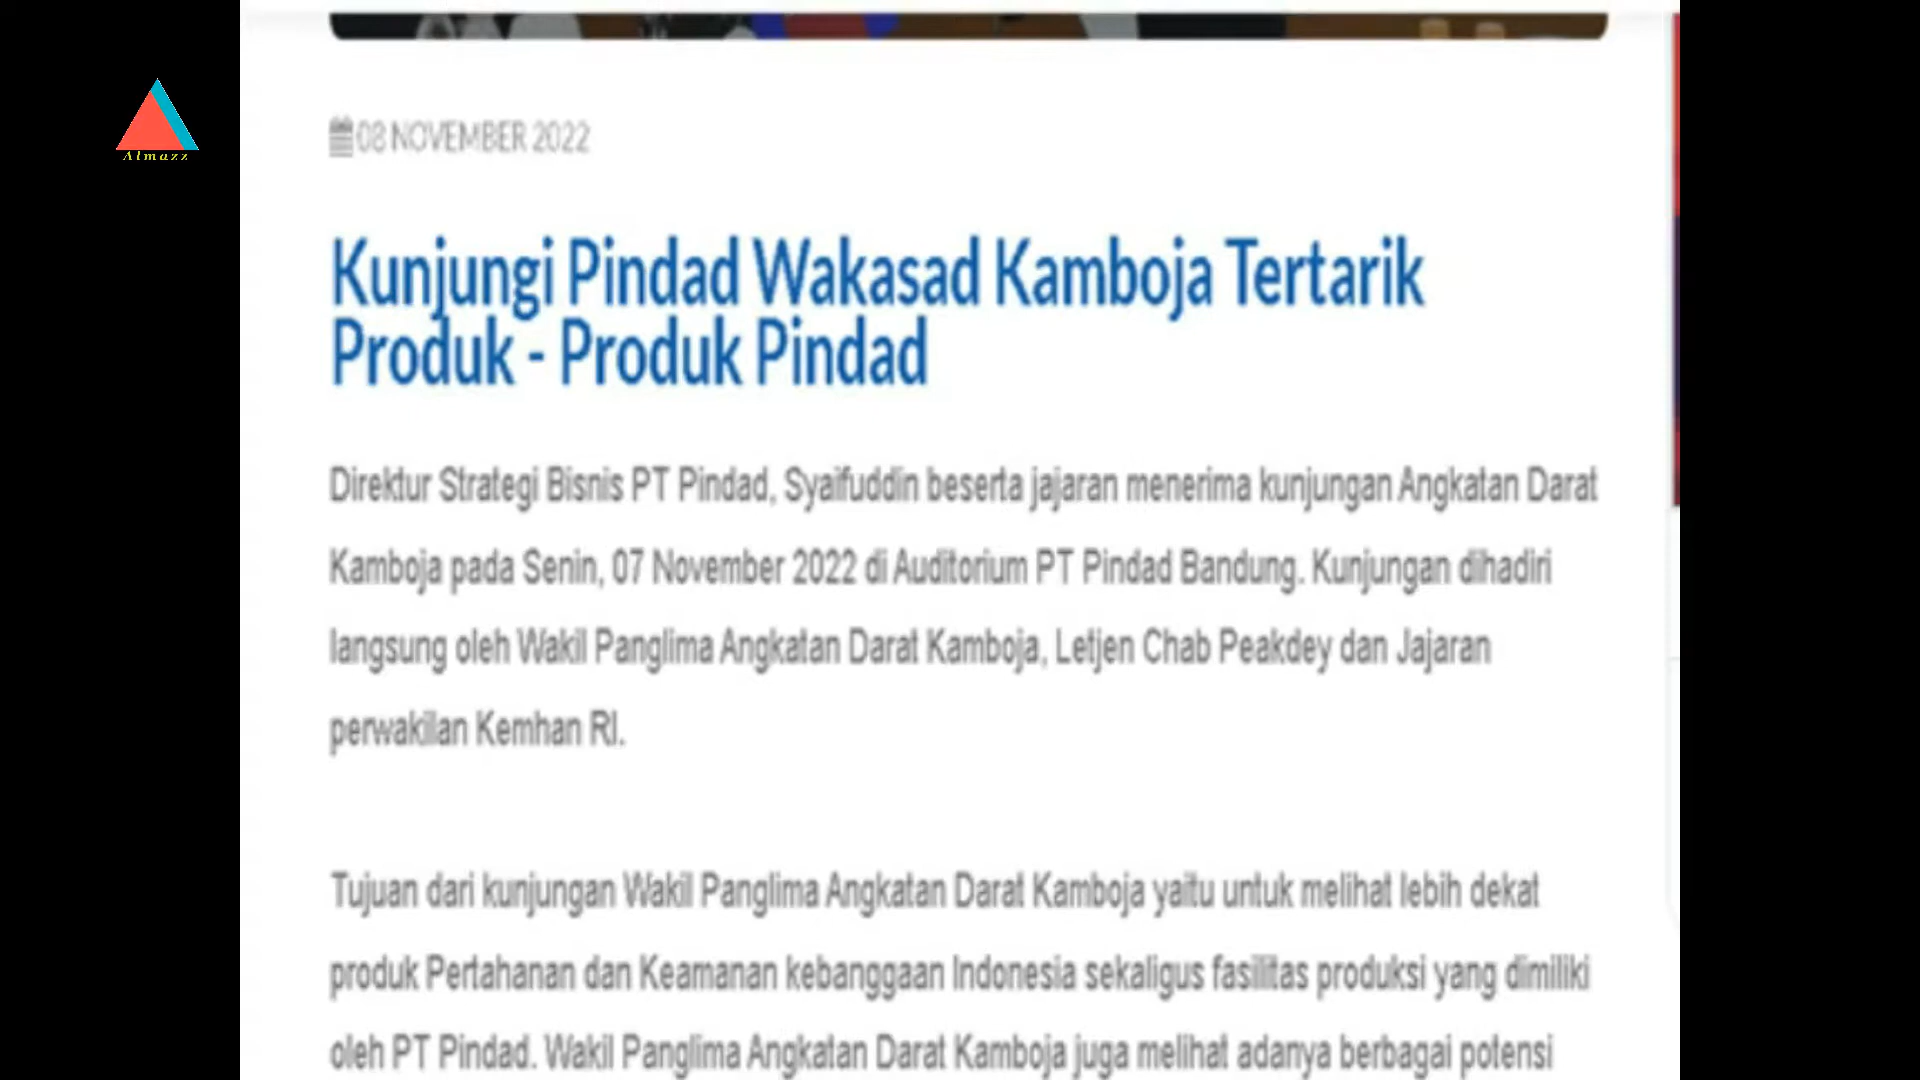 Almazz
08 NOVEMBER 2022
Kunjungi Pindad Wakasad Kamboja Tertarik
Produk - Produk Pindad
Direktur Strategi Bisnis PT Pindad, Syaifuddin beserta jajaran menerima kunjungan Angkatan Darat
Kamboja pada Senin, 07 November 2022 di Auditorium PT Pindad Bandung. Kunjungan dihadiri
langsung oleh Wakil Panglima Angkatan Darat Kamboja, Letjen Chab Peakdey dan Jajaran
perwakilan Kemhan RI.
Tujuan dari kunjungan Wakil Panglima Angkatan Darat Kamboja yaitu untuk melihat lebih dekat
produk Pertahanan dan Keamanan kebanggaan Indonesia sekaligus fasilitas produksi yang dimiliki
oleh PT Pindad. Wakil Panglima Angkatan Darat Kamboja juga melihat adanya berbagai potensi